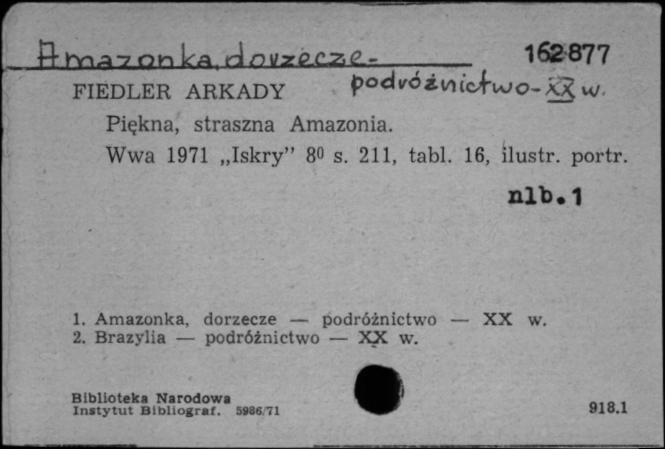 Amazonka, dorzecze - 162877
podróżnictwo - XX w.
FIEDLER ARKADY
Piękna, straszna Amazonia.
Wwa 1971 „Iskry” 8⁰ s. 211, tabl. 16, ilustr. portr.
nlb. 1
1. Amazonka, dorzecze — podróżnictwo — XX w.
2. Brazylia — podróżnictwo — XX w.
Biblioteka Narodowa
Instytut Bibliograf. 5986/71 918.1